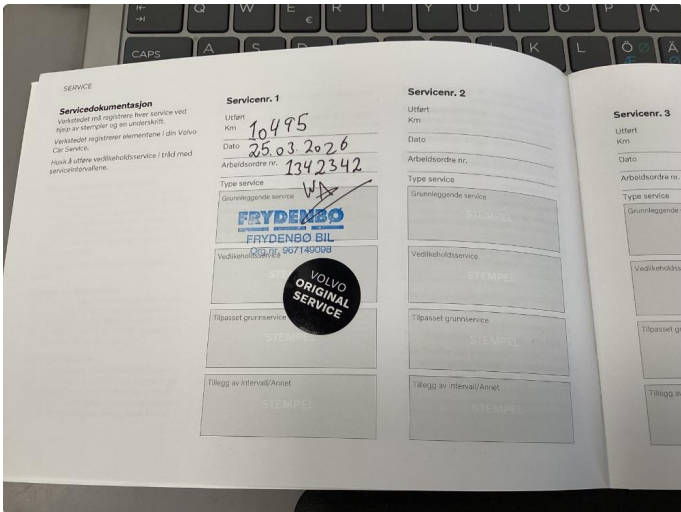 Q W E R T Y U I O P
€
CAPS A S D K L Ö Ø Ä
Æ
SERVICE
Servicedokumentasjon
Verkstedet må registrere hver service ved
hjelp av stempler og en underskrift.
Verkstedet registrerer elementene i din Volvo
Car Service.
Husk å utføre vedlikeholdsservice i tråd med
serviceintervallene.
Servicenr. 1
Utført
Km 10495
Dato 25.03.2026
Arbeidsordre nr. 1342342
Type service
Grunnleggende service
FRYDENBØ
FRYDENBØ BIL
Org.nr. 967149098
Vedlikeholdsservice
VOLVO
ORIGINAL
SERVICE
Tilpasset grunnservice
STEMPEL
Tillegg av intervall/Annet
STEMPEL
Servicenr. 2
Utført
Km
Dato
Arbeidsordre nr.
Type service
Grunnleggende service
STEMPEL
Vedlikeholdsservice
STEMPEL
Tilpasset grunnservice
STEMPEL
Tillegg av intervall/Annet
STEMPEL
Servicenr. 3
Utført
Km
Dato
Arbeidsordre nr.
Type service
Grunnleggende
Tilpasset
Tillegg